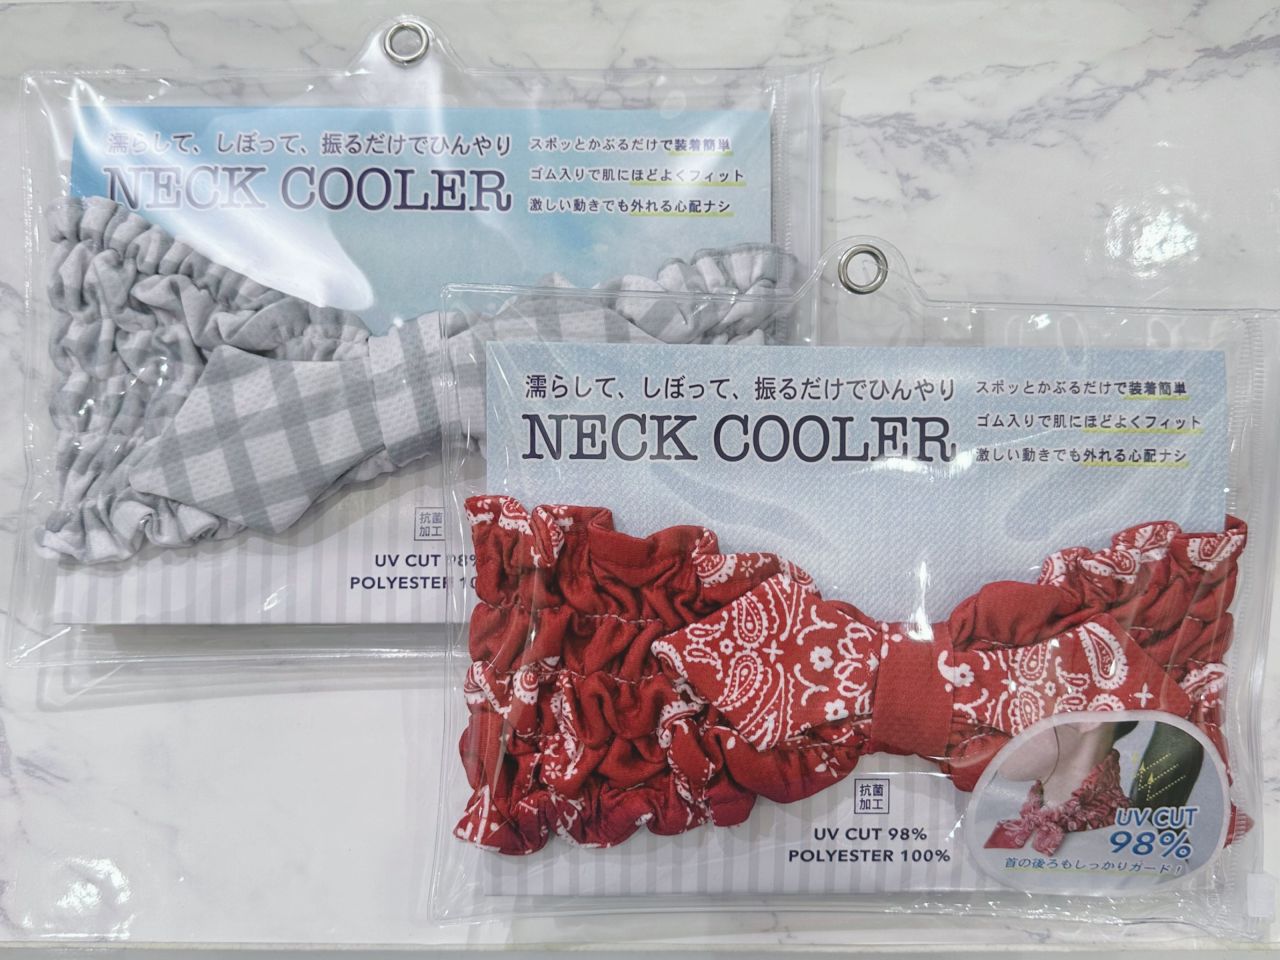 濡らして、しぼって、振るだけでひんやり
NECK COOLER
スポッとかぶるだけで装着簡単
ゴム入りで肌にほどよくフィット
激しい動きでも外れる心配ナシ
抗菌
加工
UV CUT 98%
POLYESTER 10
濡らして、しぼって、振るだけでひんやり
NECK COOLER
スポッとかぶるだけで装着簡単
ゴム入りで肌にほどよくフィット
激しい動きでも外れる心配ナシ
抗菌
加工
UV CUT 98%
POLYESTER 100%
UV CUT
98%
首の後ろもしっかりガード!